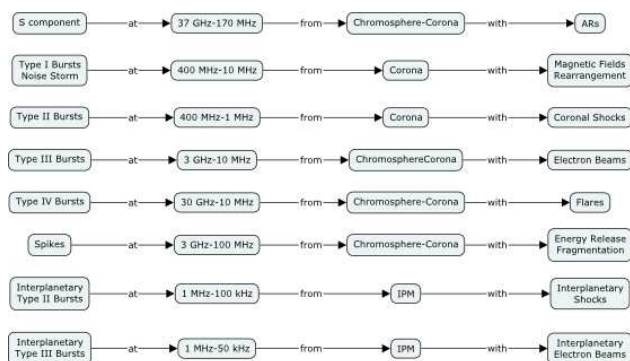 S component at 37 GHz-170 MHz from Chromosphere-Corona with ARs
Type I Bursts
Noise Storm at 400 MHz-10 MHz from Corona with Magnetic Fields
Rearrangement
Type II Bursts at 400 MHz-1 MHz from Corona with Coronal Shocks
Type III Bursts at 3 GHz-10 MHz from ChromosphereCorona with Electron Beams
Type IV Bursts at 30 GHz-10 MHz from Chromosphere-Corona with Flares
Spikes at 3 GHz-100 MHz from Chromosphere-Corona with Energy Release
Fragmentation
Interplanetary
Type II Bursts at 1 MHz-100 kHz from IPM with Interplanetary
Shocks
Interplanetary
Type III Bursts at 1 MHz-50 kHz from IPM with Interplanetary
Electron Beams